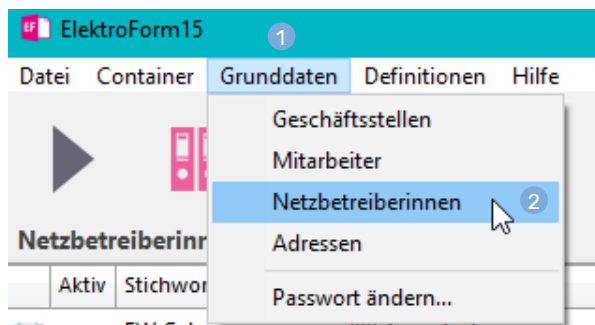 EF ElektroForm15
1
Datei Container Grunddaten Definitionen Hilfe
Geschäftsstellen
Mitarbeiter
Netzbetreiberinnen 2
Adressen
Passwort ändern...
Aktiv